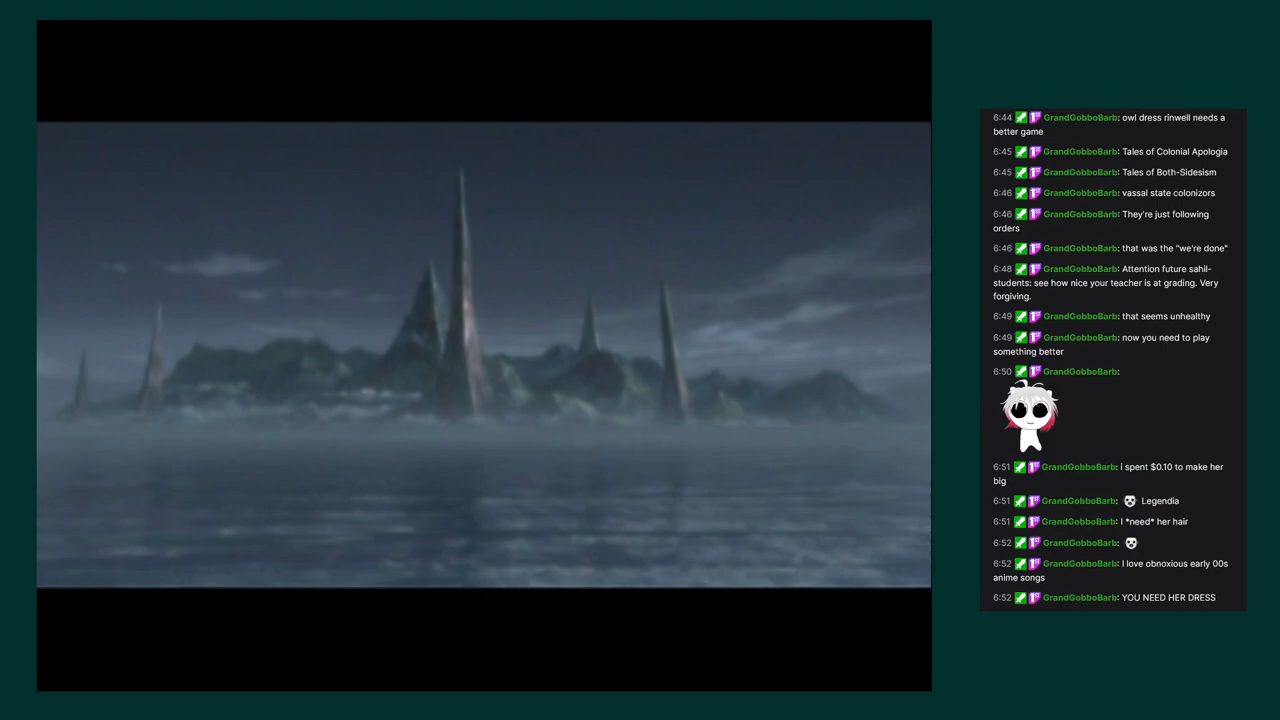 6:44 GrandGobboBarb: owl dress rinwell needs a
better game
6:45 GrandGobboBarb: Tales of Colonial Apologia
6:45 GrandGobboBarb: Tales of Both-Sidesism
6:46 GrandGobboBarb: vassal state colonizors
6:46 GrandGobboBarb: They're just following
orders
6:46 GrandGobboBarb: that was the "we're done"
6:48 GrandGobboBarb: Attention future sahil-
students: see how nice your teacher is at grading. Very
forgiving.
6:49 GrandGobboBarb: that seems unhealthy
6:49 GrandGobboBarb: now you need to play
something better
6:50 GrandGobboBarb:
6:51 GrandGobboBarb: i spent $0.10 to make her
big
6:51 GrandGobboBarb: Legendia
6:51 GrandGobboBarb: I *need* her hair
6:52 GrandGobboBarb:
6:52 GrandGobboBarb: I love obnoxious early 00s
anime songs
6:52 GrandGobboBarb: YOU NEED HER DRESS